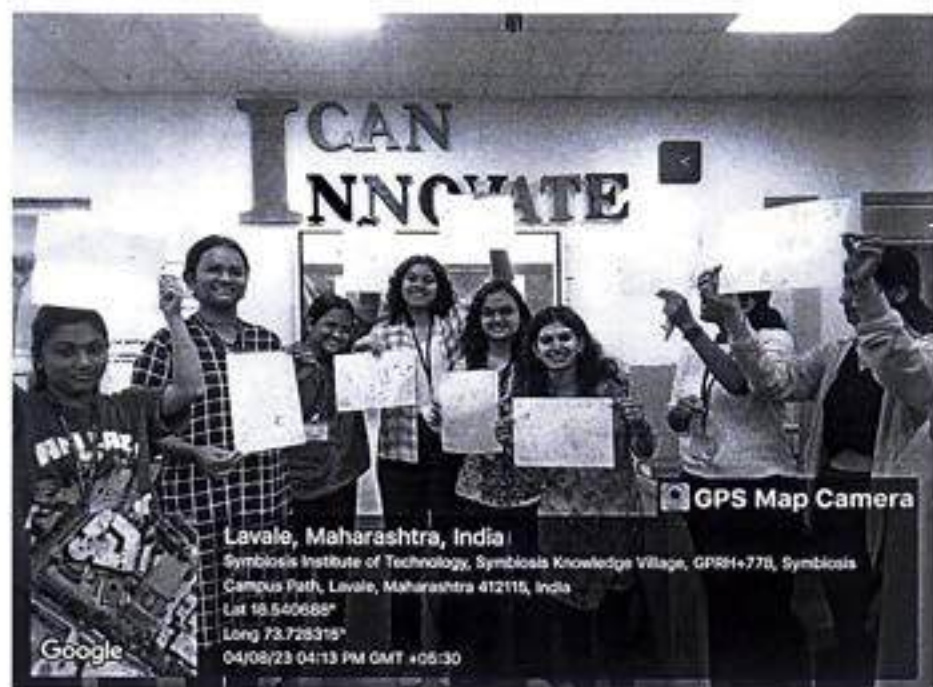 I CAN
INNOVATE
GPS Map Camera
Lavale, Maharashtra, India
Symbiosis Institute of Technology, Symbiosis Knowledge Village, GPRH+778, Symbiosis
Campus Path, Lavale, Maharashtra 412115, India
Lat 18.540688°
Long 73.728316°
04/08/23 04:13 PM GMT +05:30
Google